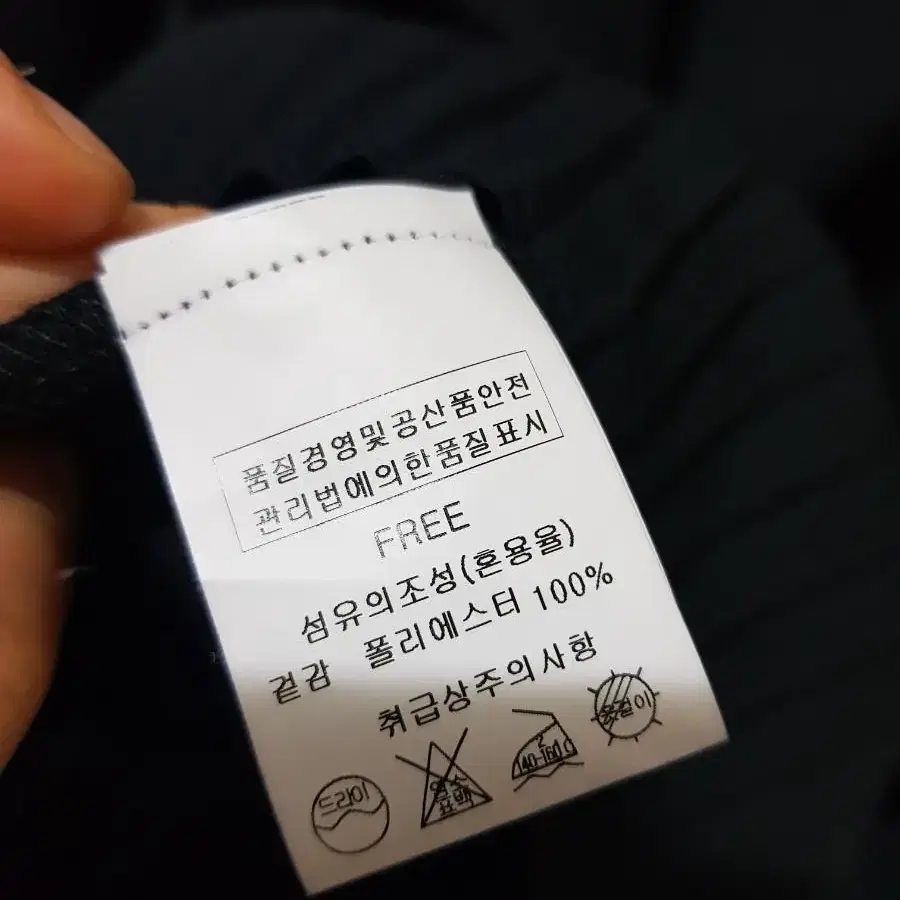 품질경영및공산품안전
관리법에의한품질표시
FREE
섬유의조성(혼용율)
겉감 폴리에스터 100%
취급상주의사항
드라이
염소
표백
2
140-160 C
옷걸이